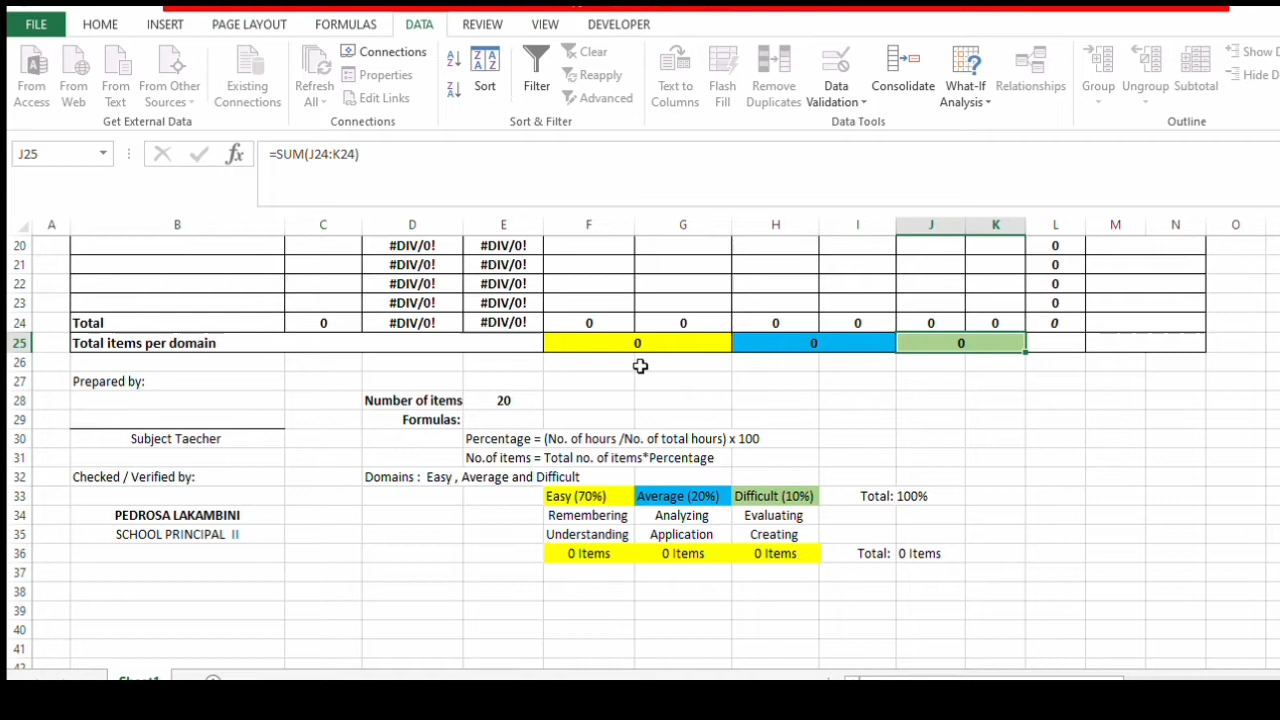 FILE HOME INSERT PAGE LAYOUT FORMULAS DATA REVIEW VIEW DEVELOPER
From Access
From Web
From Text
From Other Sources
Existing Connections
Get External Data
Refresh All
Connections
Properties
Edit Links
Connections
Sort
Filter
Clear
Reapply
Advanced
Sort & Filter
Text to Columns
Flash Fill
Remove Duplicates
Data Validation
Consolidate
What-If Analysis
Relationships
Data Tools
Group
Ungroup
Subtotal
Show
Hide
Outline
J25 fx =SUM(J24:K24)
A B C D E F G H I J K L M N O
20 #DIV/0! #DIV/0! 0
21 #DIV/0! #DIV/0! 0
22 #DIV/0! #DIV/0! 0
23 #DIV/0! #DIV/0! 0
24 Total 0 #DIV/0! #DIV/0! 0 0 0 0 0 0 0
25 Total items per domain 0 0 0
26
27 Prepared by:
28 Number of items 20
29 Formulas:
30 Subject Taecher Percentage = (No. of hours /No. of total hours) x 100
31 No.of items = Total no. of items*Percentage
32 Checked / Verified by: Domains : Easy , Average and Difficult
33 Easy (70%) Average (20%) Difficult (10%) Total: 100%
34 PEDROSA LAKAMBINI Remembering Analyzing Evaluating
35 SCHOOL PRINCIPAL II Understanding Application Creating
36 0 Items 0 Items 0 Items Total: 0 Items
37
38
39
40
41